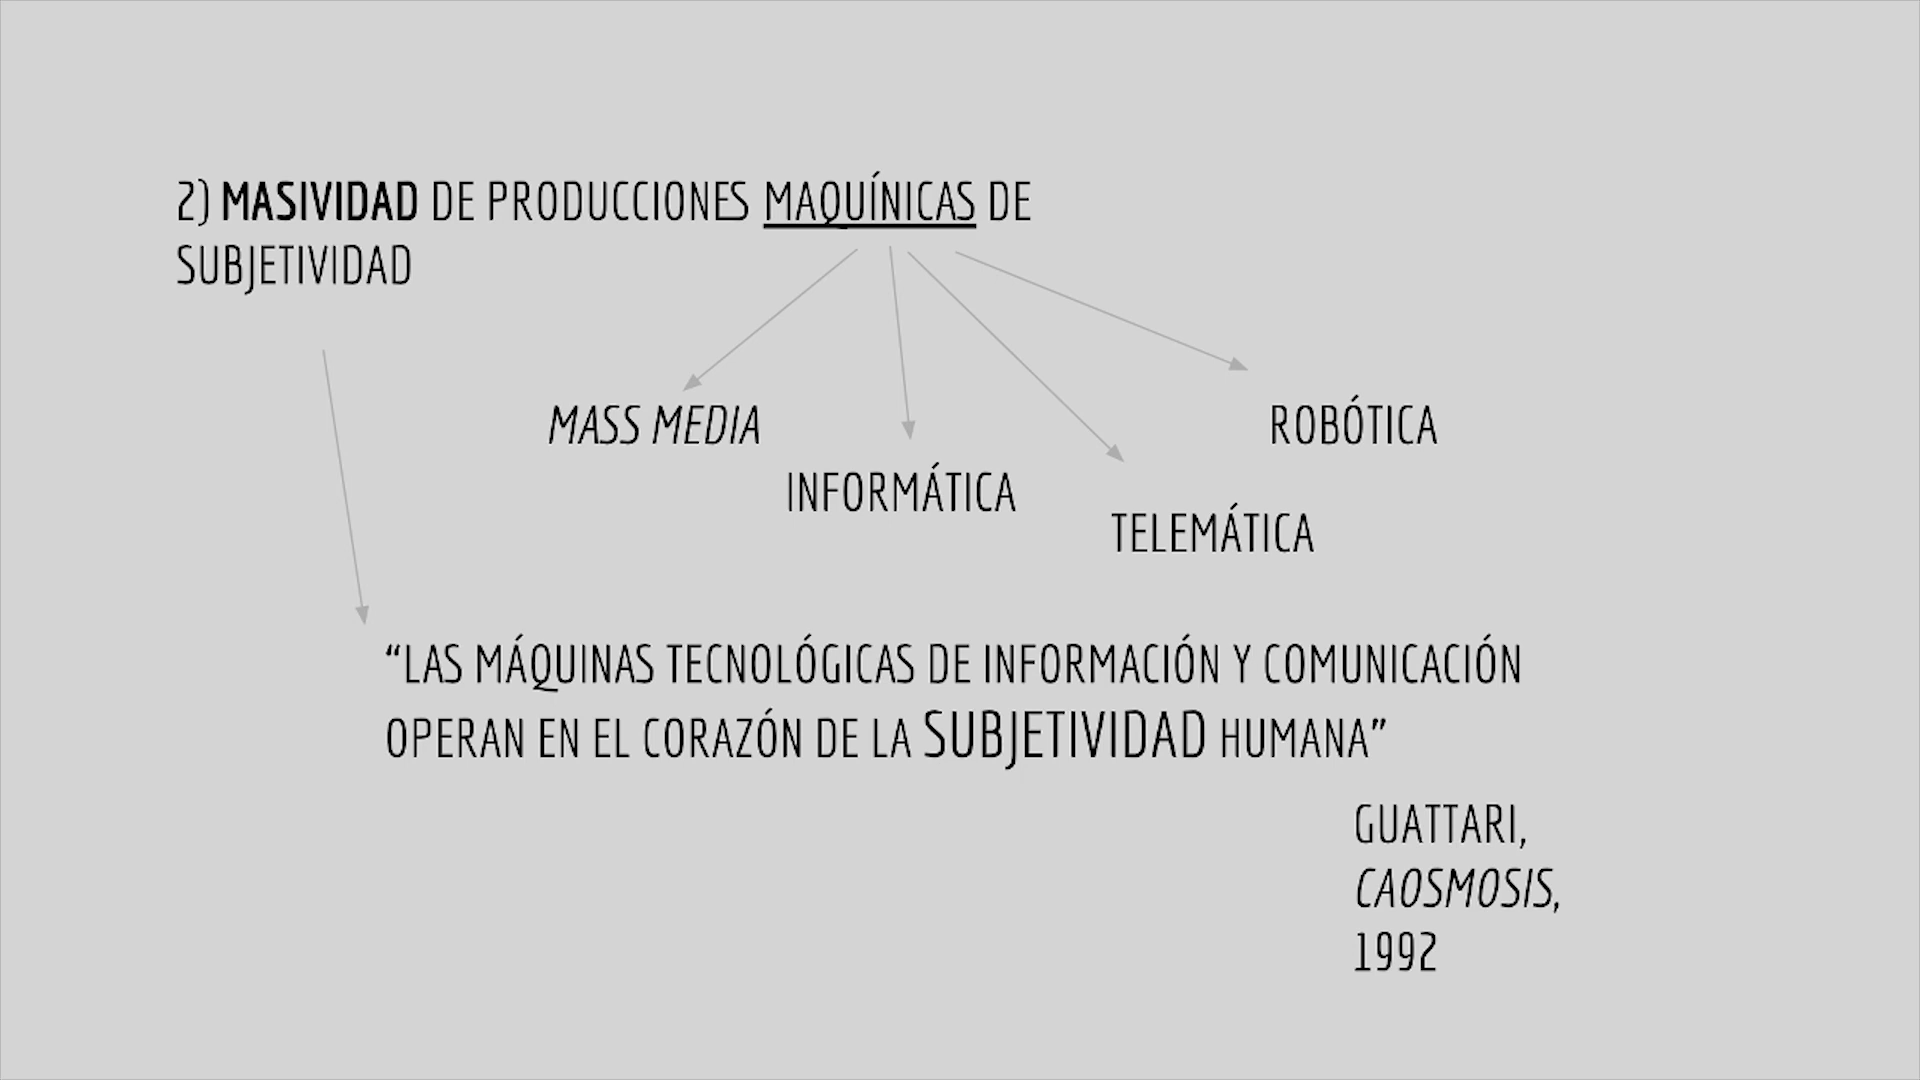 2) MASIVIDAD DE PRODUCCIONES MAQUÍNICAS DE
SUBJETIVIDAD
MASS MEDIA
ROBÓTICA
INFORMÁTICA
TELEMÁTICA
“LAS MÁQUINAS TECNOLÓGICAS DE INFORMACIÓN Y COMUNICACIÓN
OPERAN EN EL CORAZÓN DE LA SUBJETIVIDAD HUMANA”
GUATTARI,
CAOSMOSIS,
1992